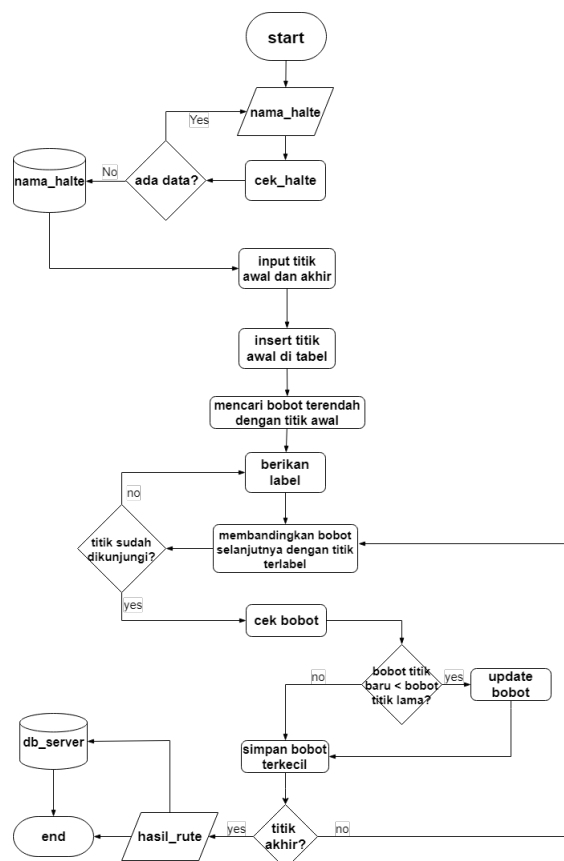 start
nama_halte
Yes
cek_halte
ada data?
No
nama_halte
input titik
awal dan akhir
insert titik
awal di tabel
mencari bobot terendah
dengan titik awal
berikan
label
no
membandingkan bobot
selanjutnya dengan titik
terlabel
titik sudah
dikunjungi?
yes
cek bobot
bobot titik
baru < bobot
titik lama?
yes
update
bobot
no
simpan bobot
terkecil
db_server
titik
akhir?
no
yes
hasil_rute
end